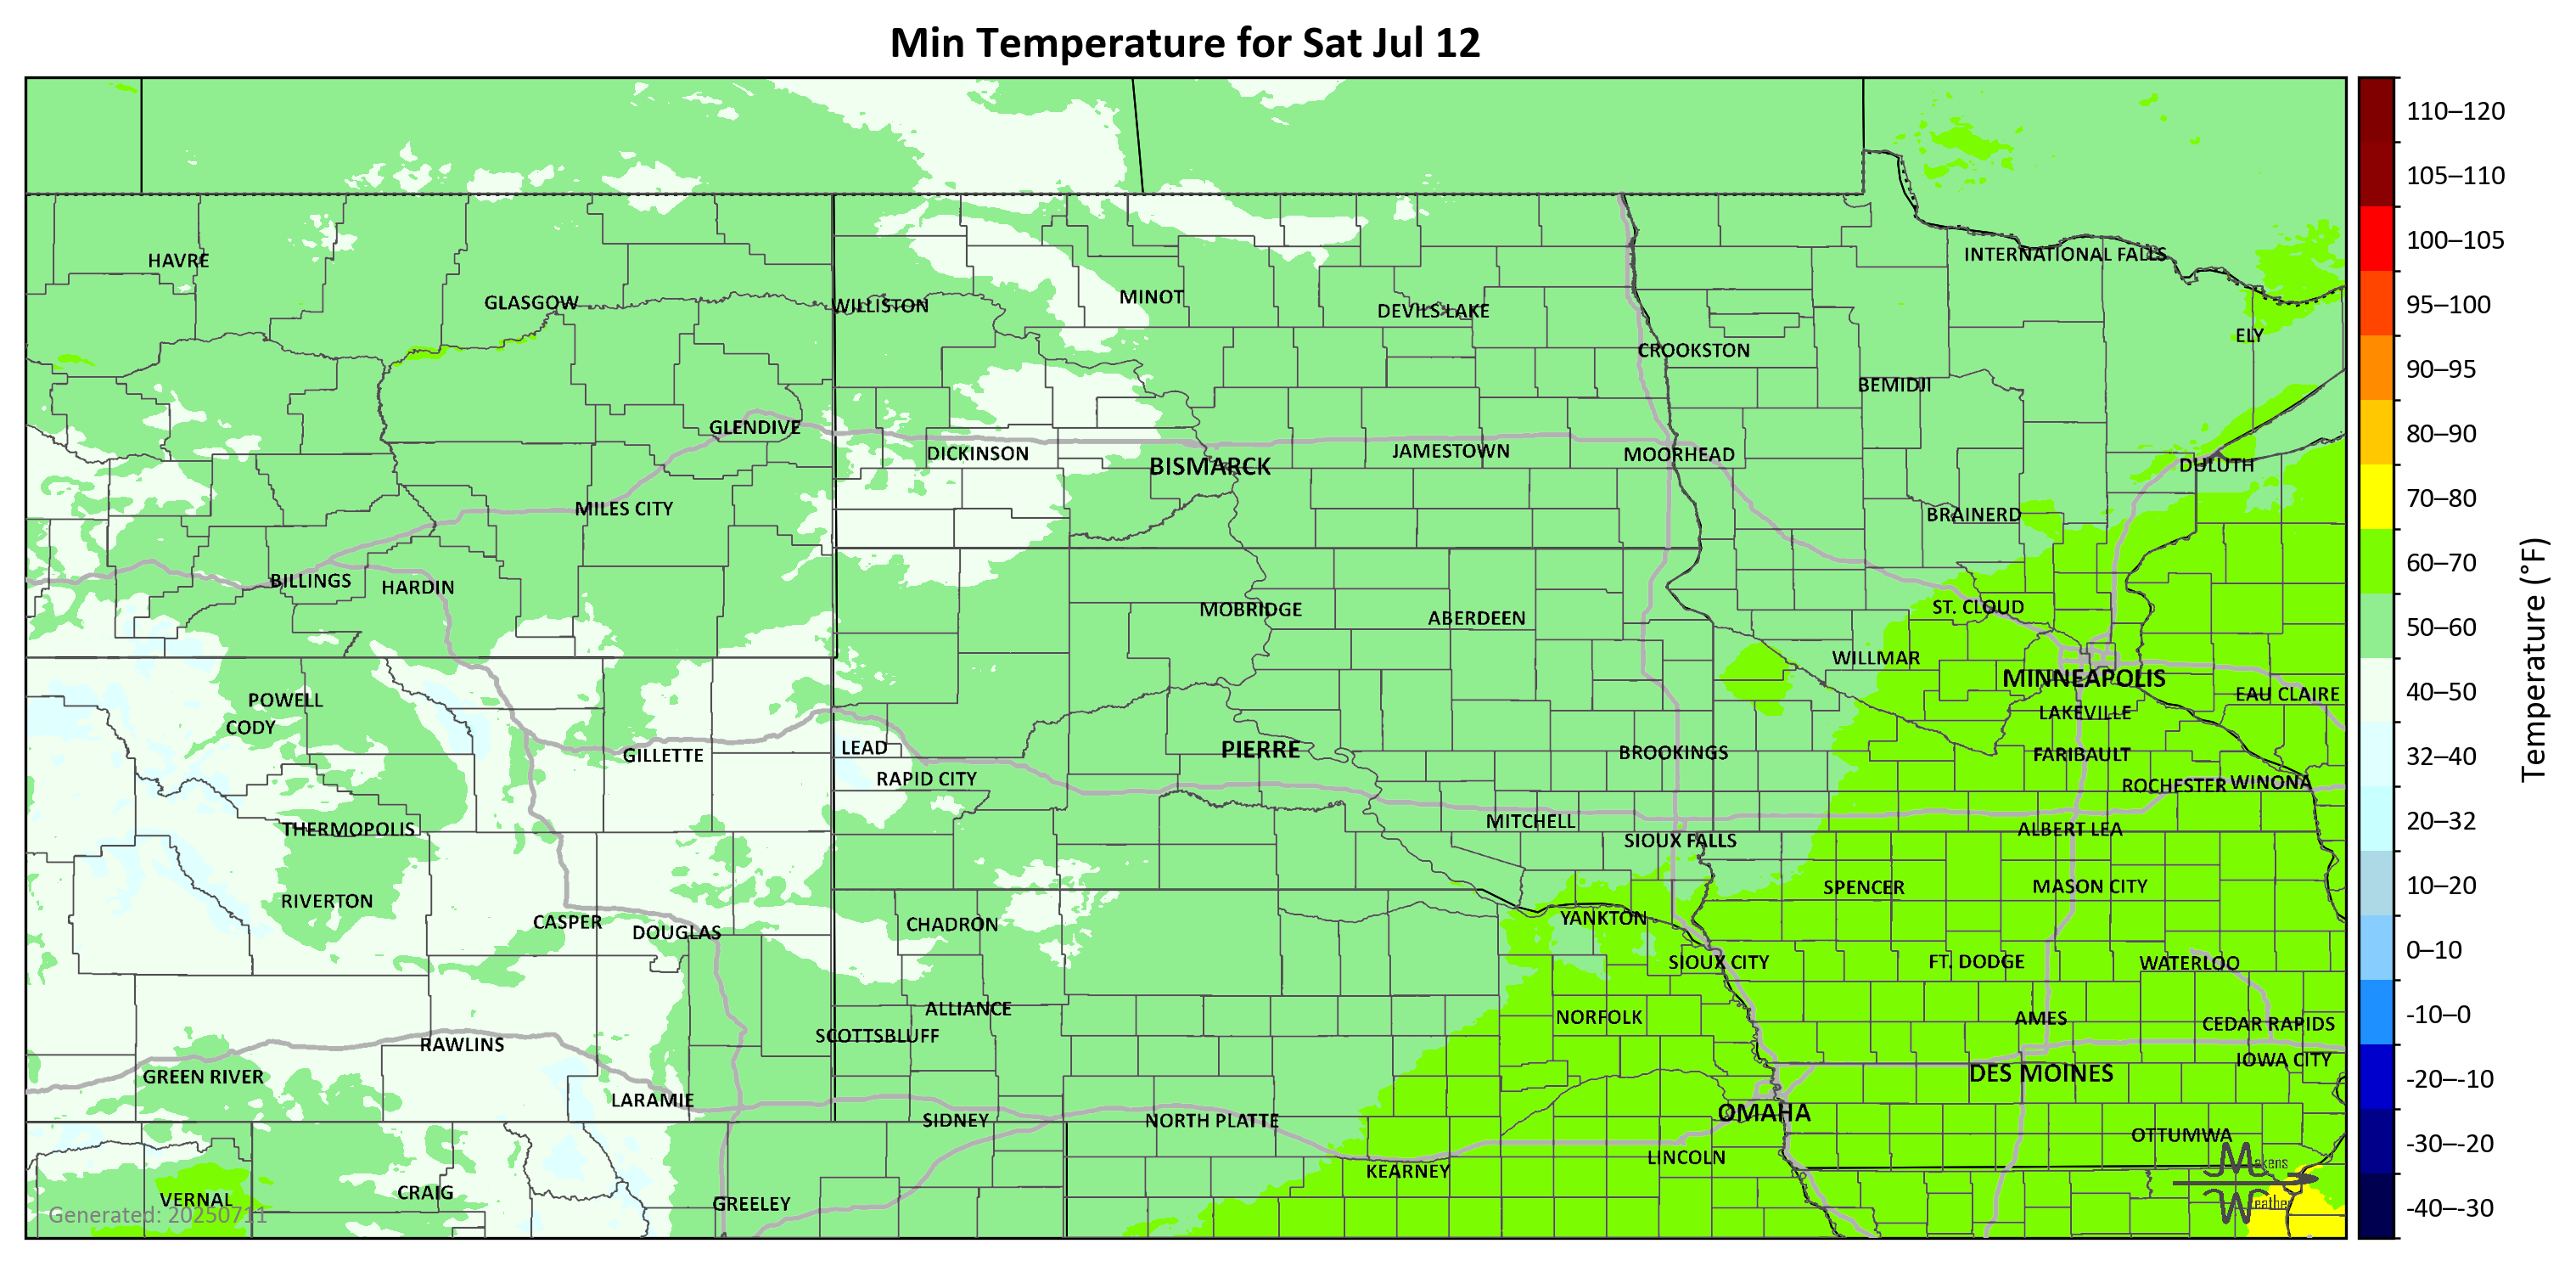 Min Temperature for Sat Jul 12
110–120
105–110
100–105
95–100
90–95
80–90
70–80
60–70
50–60
40–50
32–40
20–32
10–20
0–10
-10–0
-20–-10
-30–-20
-40–-30
Temperature (°F)
HAVRE
INTERNATIONAL FALLS
GLASGOW
WILLISTON
MINOT
DEVILS LAKE
ELY
CROOKSTON
BEMIDJI
GLENDIVE
DICKINSON
BISMARCK
JAMESTOWN
MOORHEAD
DULUTH
MILES CITY
BRAINERD
BILLINGS
HARDIN
MOBRIDGE
ABERDEEN
ST. CLOUD
WILLMAR
MINNEAPOLIS
POWELL
EAU CLAIRE
CODY
LAKEVILLE
GILLETTE
LEAD
PIERRE
BROOKINGS
FARIBAULT
RAPID CITY
ROCHESTER
WINONA
THERMOPOLIS
MITCHELL
SIOUX FALLS
ALBERT LEA
RIVERTON
SPENCER
MASON CITY
CASPER
DOUGLAS
CHADRON
YANKTON
SIOUX CITY
FT. DODGE
WATERLOO
ALLIANCE
NORFOLK
AMES
CEDAR RAPIDS
SCOTTSBLUFF
RAWLINS
IOWA CITY
GREEN RIVER
DES MOINES
LARAMIE
SIDNEY
NORTH PLATTE
OMAHA
OTTUMWA
KEARNEY
LINCOLN
VERNAL
CRAIG
GREELEY
Makens
Weather
Generated: 20250711